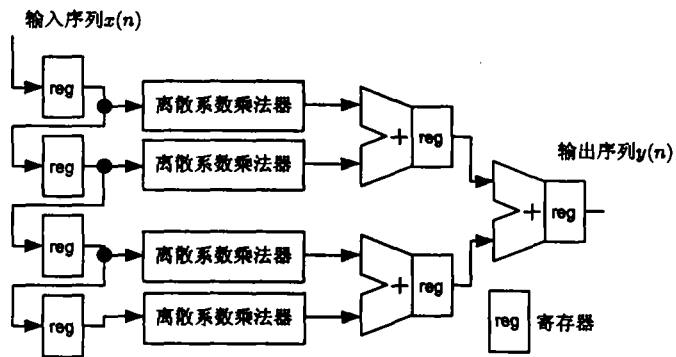 输入序列x(n)
reg
离散系数乘法器
reg
离散系数乘法器
+
reg
输出序列y(n)
+
reg
reg
离散系数乘法器
reg
离散系数乘法器
+
reg
reg
寄存器